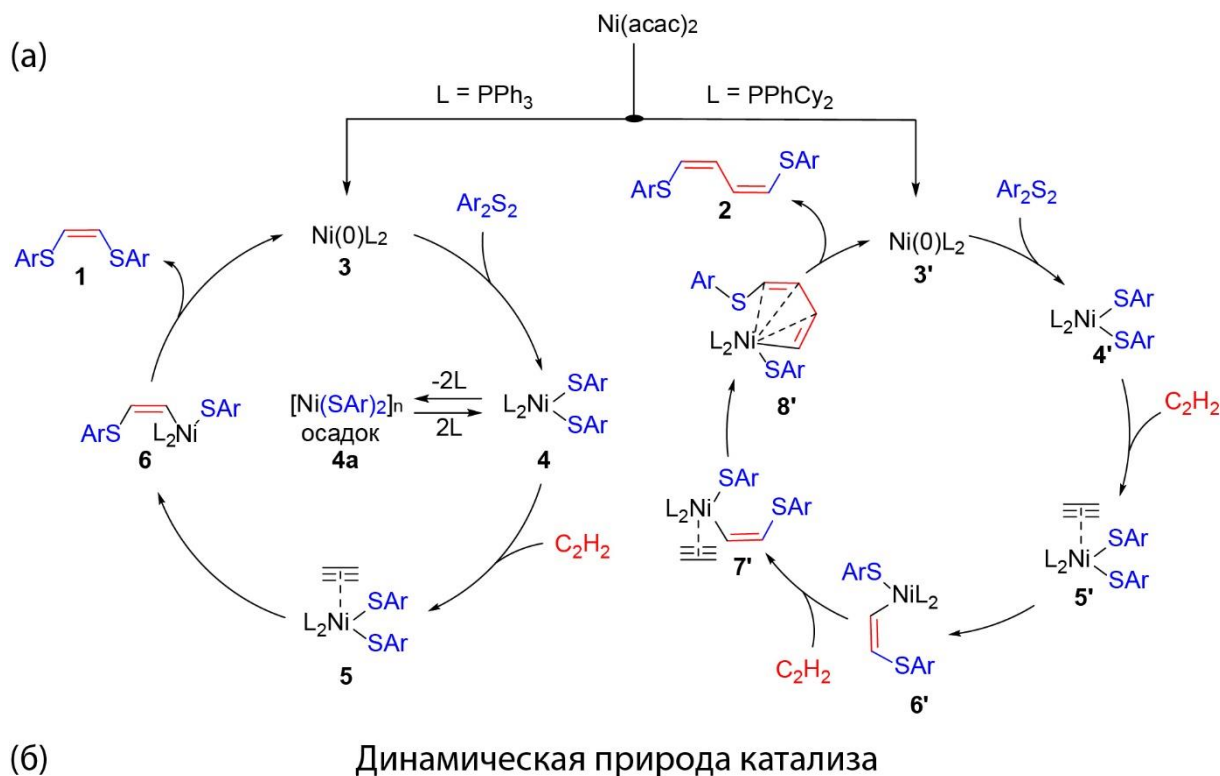 (а)
Ni(acac)2
L = PPh3
L = PPhCy2
ArS
SAr
1
Ni(0)L2
3
Ar2S2
L2Ni
SAr
SAr
4
[Ni(SAr)2]n
осадок
4a
-2L
2L
C2H2
L2Ni
SAr
SAr
5
ArS
L2Ni
SAr
6
ArS
SAr
2
Ni(0)L2
3'
Ar2S2
L2Ni
SAr
SAr
4'
C2H2
L2Ni
SAr
SAr
5'
ArS
NiL2
SAr
6'
C2H2
SAr
L2Ni
SAr
7'
Ar
S
L2Ni
SAr
8'
(б)
Динамическая природа катализа